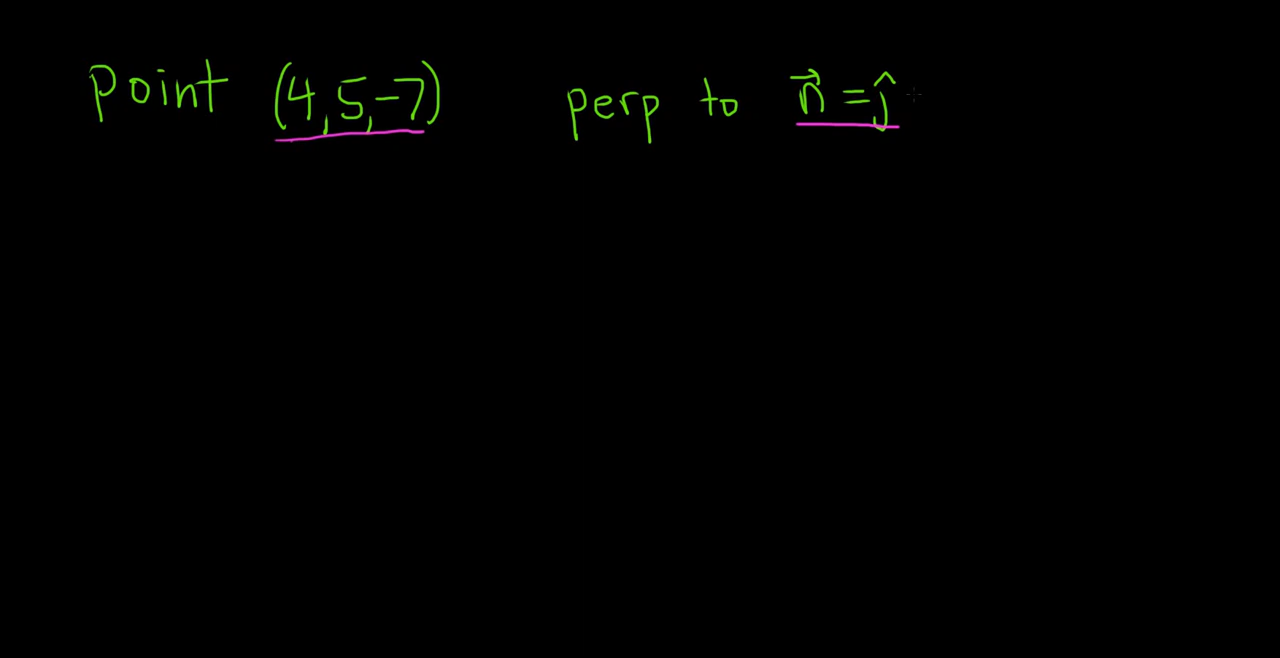 Point (4,5,-7) perp to n⃗ = ĵ